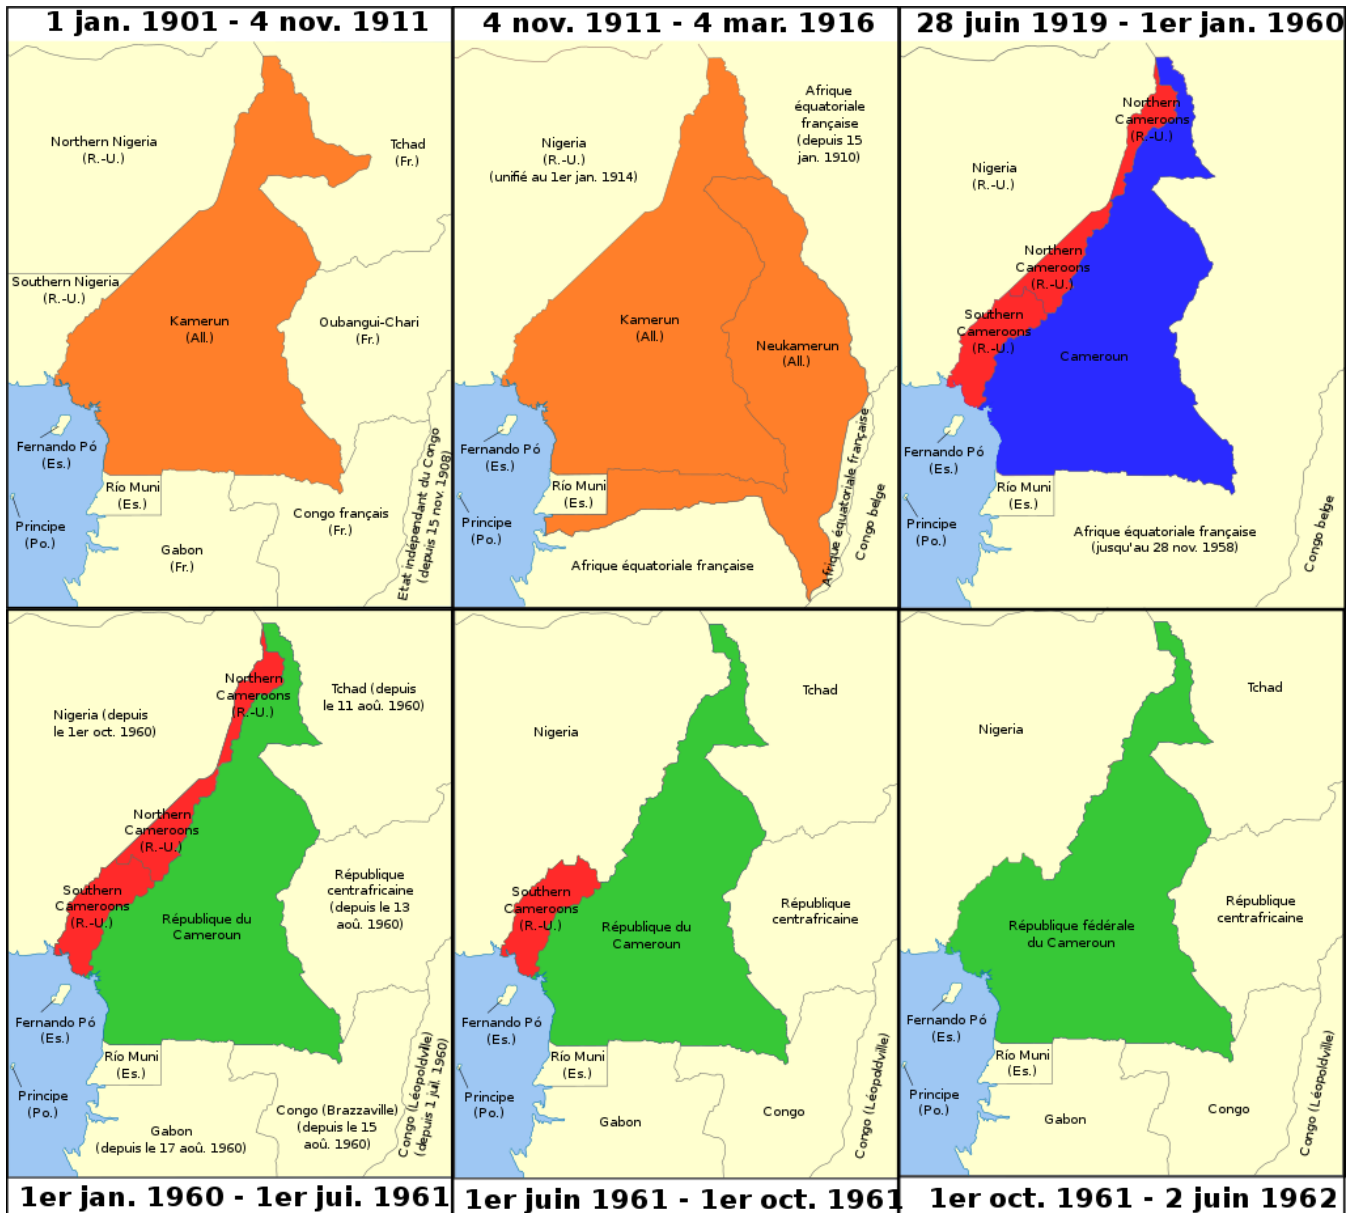 1 jan. 1901 - 4 nov. 1911
Northern Nigeria
(R.-U.)
Tchad
(Fr.)
Southern Nigeria
(R.-U.)
Kamerun
(All.)
Oubangui-Chari
(Fr.)
Fernando Pó
(Es.)
Río Muni
(Es.)
Principe
(Po.)
Gabon
(Fr.)
Congo français
(Fr.)
Etat indépendant du Congo
(depuis 15 nov. 1908)
4 nov. 1911 - 4 mar. 1916
Afrique
équatoriale
française
(depuis 15
jan. 1910)
Nigeria
(R.-U.)
(unifié au 1er jan. 1914)
Kamerun
(All.)
Neukamerun
(All.)
Fernando Pó
(Es.)
Río Muni
(Es.)
Principe
(Po.)
Afrique équatoriale française
Afrique équatoriale française
Congo belge
28 juin 1919 - 1er jan. 1960
Northern
Cameroons
(R.-U.)
Nigeria
(R.-U.)
Northern
Cameroons
(R.-U.)
Southern
Cameroons
(R.-U.)
Cameroun
Fernando Pó
(Es.)
Río Muni
(Es.)
Principe
(Po.)
Afrique équatoriale française
(jusqu'au 28 nov. 1958)
Congo belge
Northern
Cameroons
(R.-U.)
Tchad (depuis
le 11 aoû. 1960)
Nigeria (depuis
le 1er oct. 1960)
Northern
Cameroons
(R.-U.)
Southern
Cameroons
(R.-U.)
République du
Cameroun
République
centrafricaine
(depuis le 13
aoû. 1960)
Fernando Pó
(Es.)
Río Muni
(Es.)
Principe
(Po.)
Gabon
(depuis le 17 aoû. 1960)
Congo (Brazzaville)
(depuis le 15
aoû. 1960)
Congo (Léopoldville)
(depuis 1 juil. 1960)
1er jan. 1960 - 1er jui. 1961
Tchad
Nigeria
Southern
Cameroons
(R.-U.)
République du
Cameroun
République
centrafricaine
Fernando Pó
(Es.)
Río Muni
(Es.)
Principe
(Po.)
Gabon
Congo
Congo (Léopoldville)
1er juin 1961 - 1er oct. 1961
Tchad
Nigeria
République fédérale
du Cameroun
République
centrafricaine
Fernando Pó
(Es.)
Río Muni
(Es.)
Principe
(Po.)
Gabon
Congo
Congo (Léopoldville)
1er oct. 1961 - 2 juin 1962